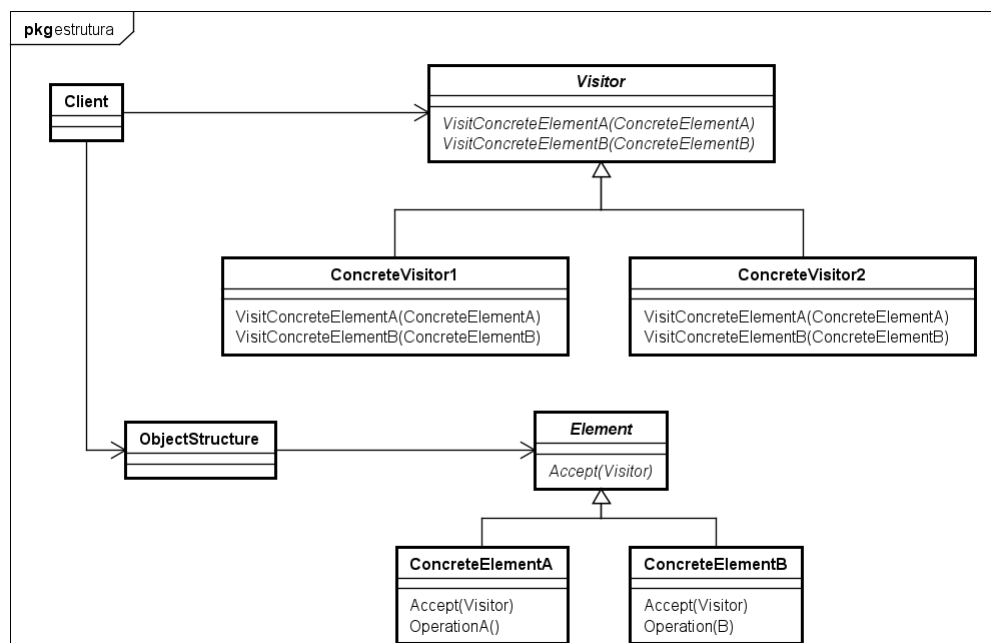 pkg estrutura
Client
Visitor
VisitConcreteElementA(ConcreteElementA)
VisitConcreteElementB(ConcreteElementB)
ConcreteVisitor1
VisitConcreteElementA(ConcreteElementA)
VisitConcreteElementB(ConcreteElementB)
ConcreteVisitor2
VisitConcreteElementA(ConcreteElementA)
VisitConcreteElementB(ConcreteElementB)
ObjectStructure
Element
Accept(Visitor)
ConcreteElementA
Accept(Visitor)
OperationA()
ConcreteElementB
Accept(Visitor)
Operation(B)